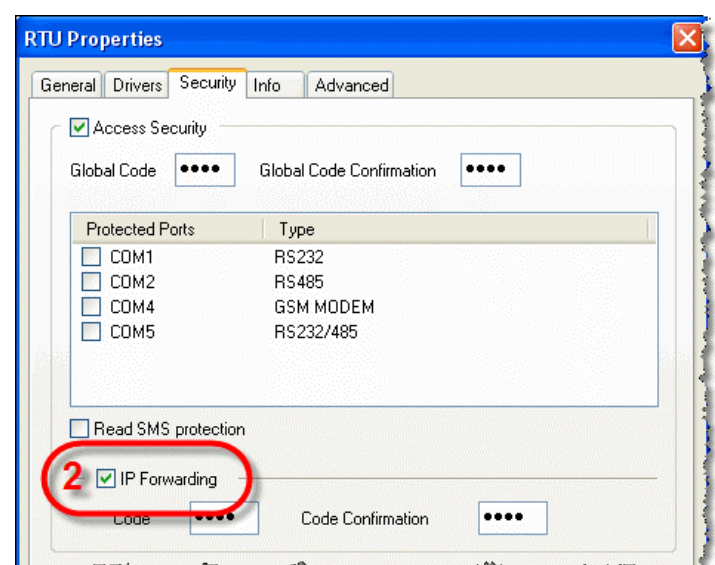 RTU Properties
General Drivers Security Info Advanced
Access Security
Global Code •••• Global Code Confirmation ••••
Protected Ports Type
COM1 RS232
COM2 RS485
COM4 GSM MODEM
COM5 RS232/485
Read SMS protection
2 IP Forwarding
Code •••• Code Confirmation ••••